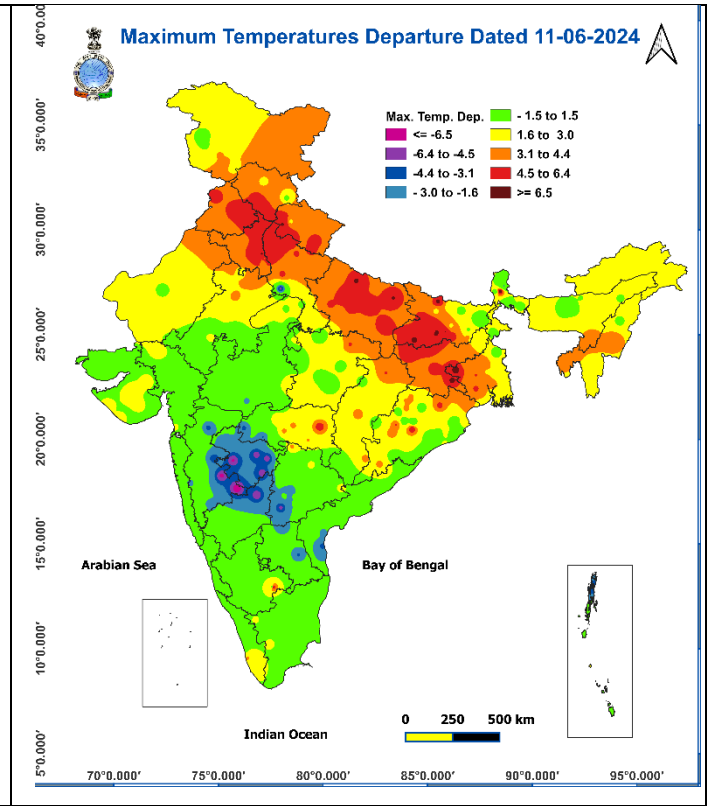 Maximum Temperatures Departure Dated 11-06-2024
Max. Temp. Dep.
<= -6.5
-6.4 to -4.5
-4.4 to -3.1
- 3.0 to -1.6
- 1.5 to 1.5
1.6 to 3.0
3.1 to 4.4
4.5 to 6.4
>= 6.5
40°0.00
35°0.000'
30°0.000'
25°0.000'
20°0.000'
15°0.000'
10°0.000'
5°0.000'
Arabian Sea
Bay of Bengal
Indian Ocean
0 250 500 km
70°0.000' 75°0.000' 80°0.000' 85°0.000' 90°0.000' 95°0.000'